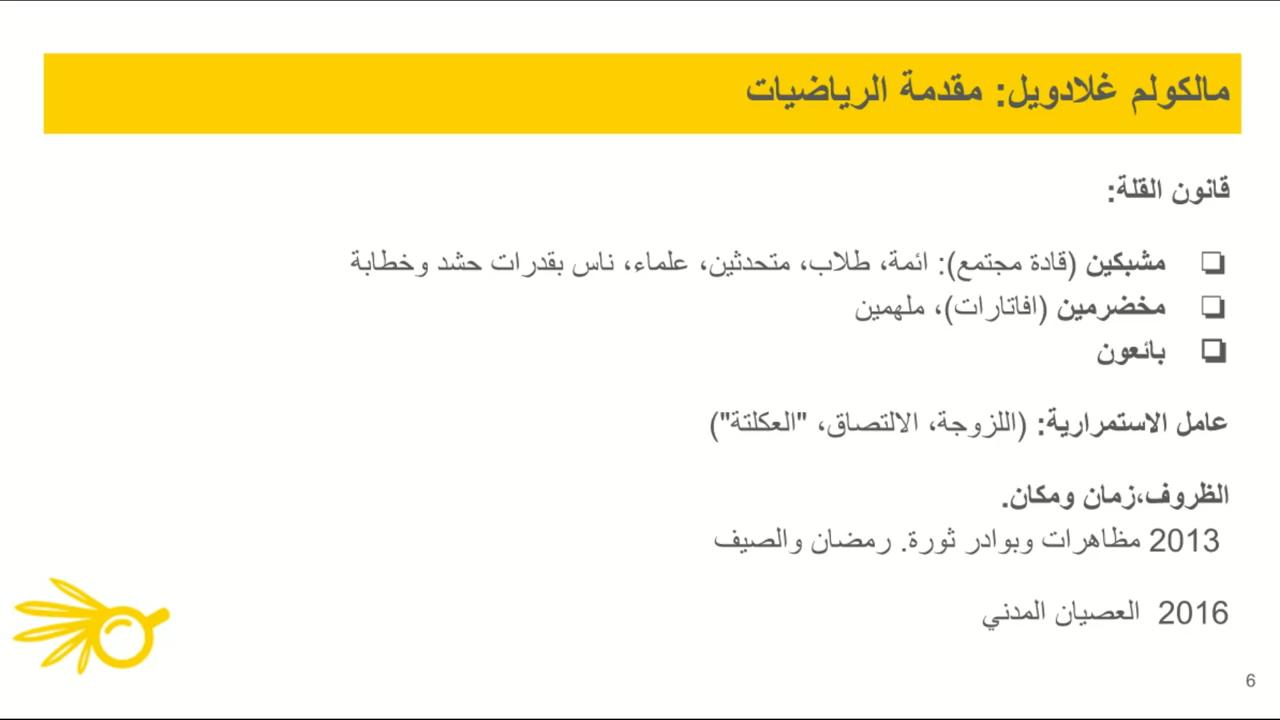 مالكولم غلادويل: مقدمة الرياضيات
قانون القلة:
❏ مشبكين (قادة مجتمع): ائمة، طلاب، متحدثين، علماء، ناس بقدرات حشد وخطابة
❏ مخضرمين (افاتارات)، ملهمين
❏ بائعون
عامل الاستمرارية: (اللزوجة، الالتصاق، "العكلتة")
الظروف،زمان ومكان.
2013 مظاهرات وبوادر ثورة. رمضان والصيف
2016 العصيان المدني
6